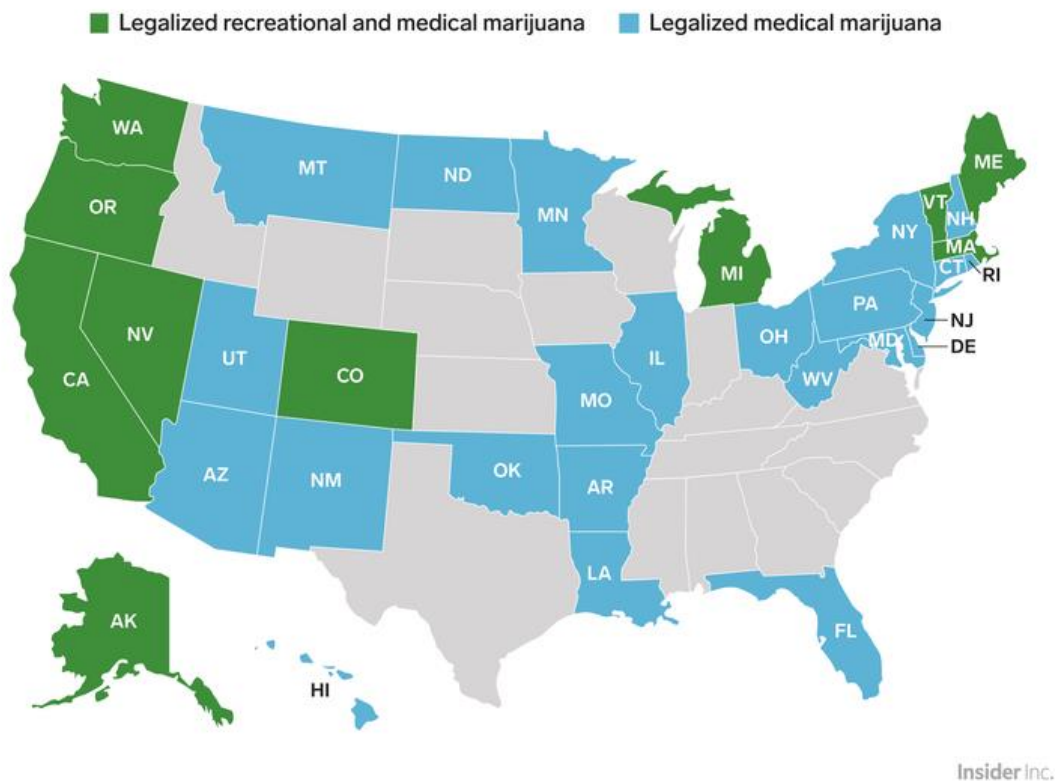 Legalized recreational and medical marijuana Legalized medical marijuana
WA
MT
ND
ME
OR
MN
VT
NH
NY
MA
CT
RI
MI
PA
NV
NJ
OH
MD
DE
UT
IL
CA
CO
WV
MO
AZ
NM
OK
AR
LA
AK
FL
HI
Insider Inc.